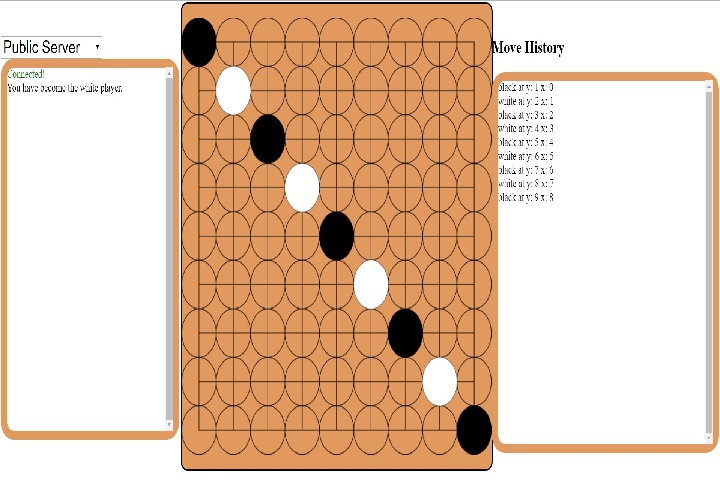 Public Server
Connected!
You have become the white player.
Move History
black at y: 1 x: 0
white at y: 2 x: 1
black at y: 3 x: 2
white at y: 4 x: 3
black at y: 5 x: 4
white at y: 6 x: 5
black at y: 7 x: 6
white at y: 8 x: 7
black at y: 9 x: 8